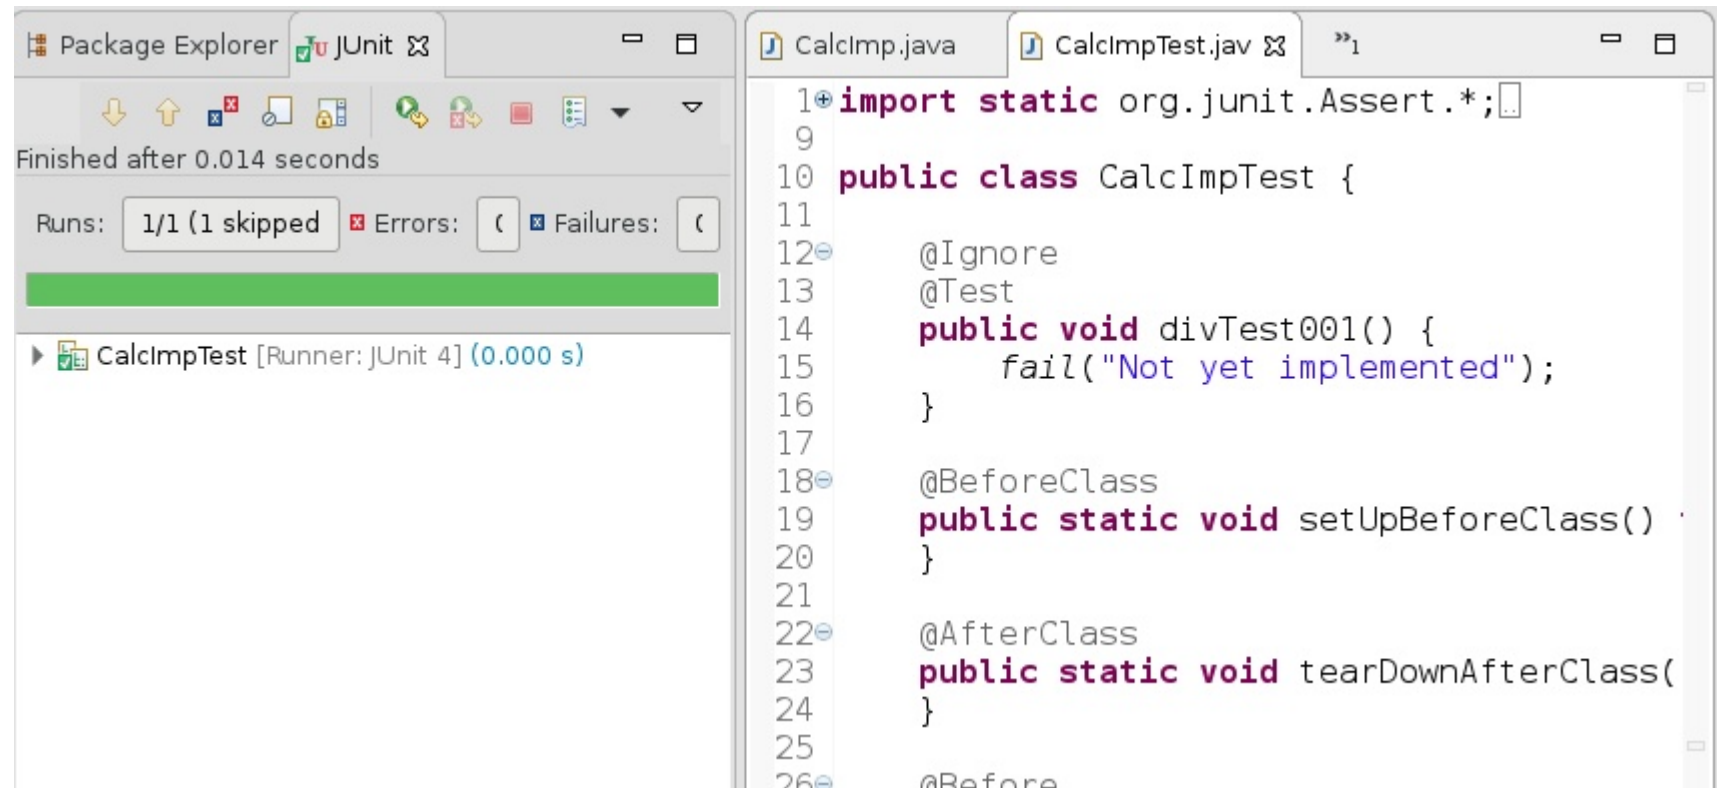 Package Explorer JUnit
Finished after 0.014 seconds
Runs: 1/1 (1 skipped Errors: Failures:
CalcImpTest [Runner: JUnit 4] (0.000 s)
CalcImp.java CalcImpTest.jav »1
1 import static org.junit.Assert.*;
9
10 public class CalcImpTest {
11
12 @Ignore
13 @Test
14 public void divTest001() {
15 fail("Not yet implemented");
16 }
17
18 @BeforeClass
19 public static void setUpBeforeClass()
20 }
21
22 @AfterClass
23 public static void tearDownAfterClass(
24 }
25
26 @Before